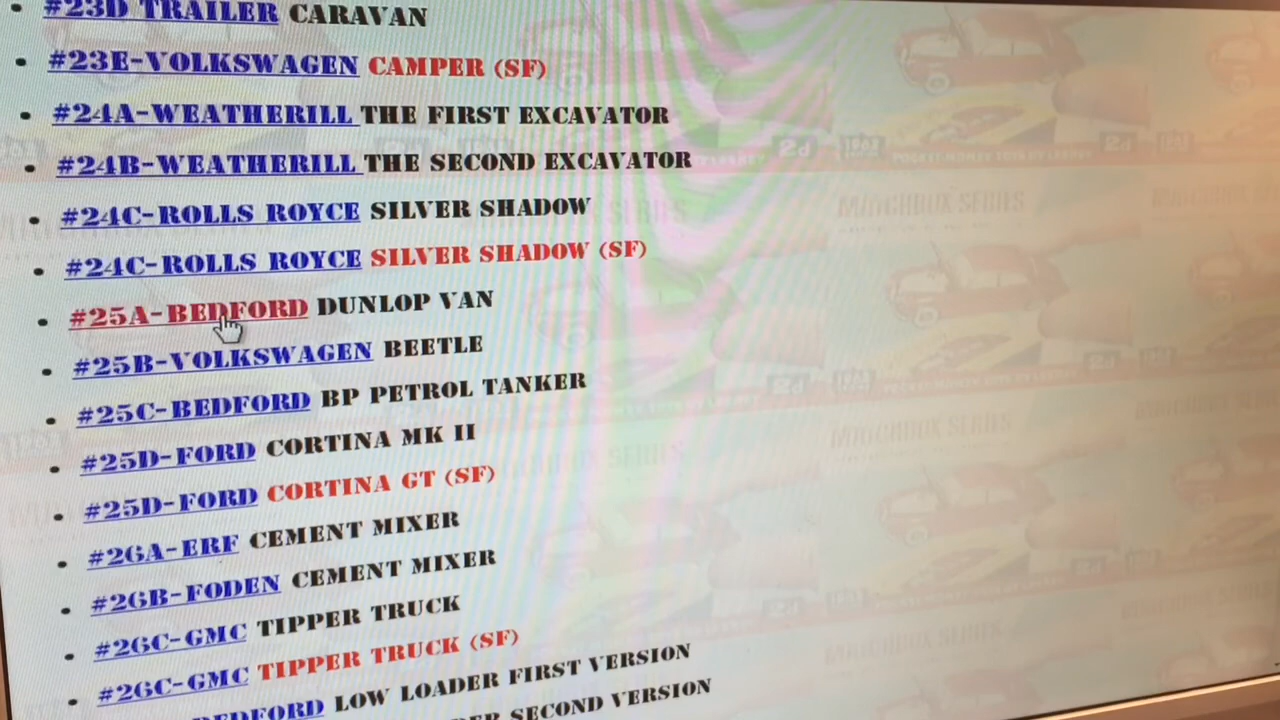 #23D TRAILER CARAVAN
#23E-VOLKSWAGEN CAMPER (SF)
#24A-WEATHERILL THE FIRST EXCAVATOR
#24B-WEATHERILL THE SECOND EXCAVATOR
#24C-ROLLS ROYCE SILVER SHADOW
#24C-ROLLS ROYCE SILVER SHADOW (SF)
#25A-BEDFORD DUNLOP VAN
#25B-VOLKSWAGEN BEETLE
#25C-BEDFORD BP PETROL TANKER
#25D-FORD CORTINA MK II
#25D-FORD CORTINA GT (SF)
#26A-ERF CEMENT MIXER
#26B-FODEN CEMENT MIXER
#26C-GMC TIPPER TRUCK
#26C-GMC TIPPER TRUCK (SF)
BEDFORD LOW LOADER FIRST VERSION
SECOND VERSION
MATCHBOX SERIES